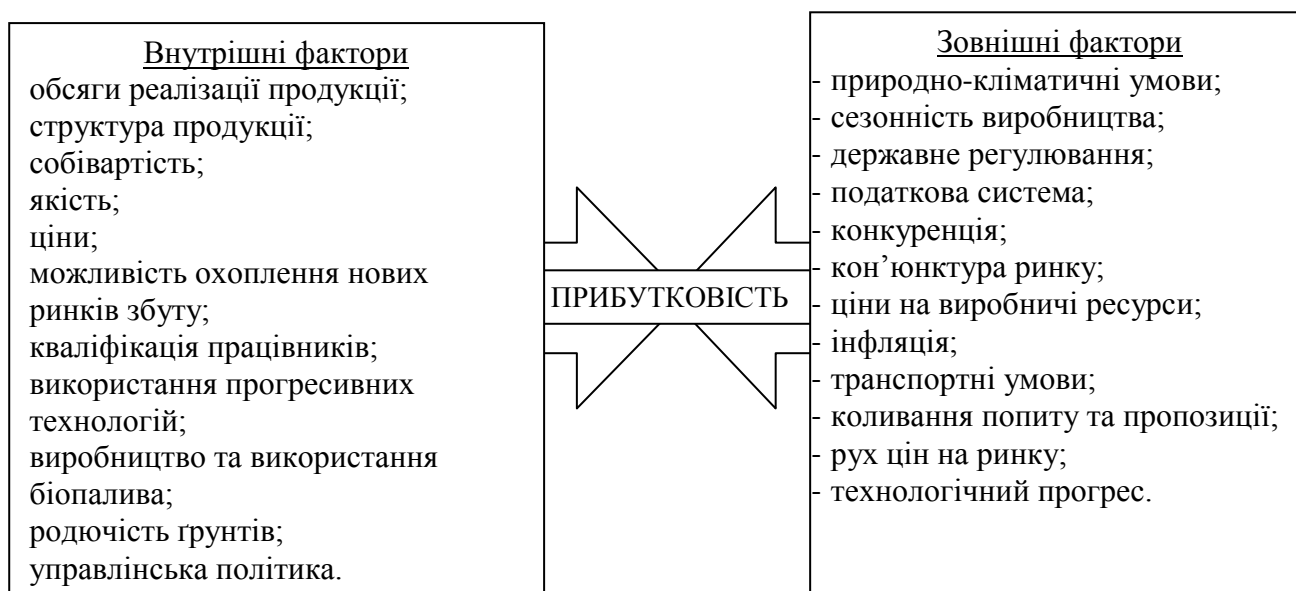 Внутрішні фактори
обсяги реалізації продукції;
структура продукції;
собівартість;
якість;
ціни;
можливість охоплення нових
ринків збуту;
кваліфікація працівників;
використання прогресивних
технологій;
виробництво та використання
біопалива;
родючість ґрунтів;
управлінська політика.
ПРИБУТКОВІСТЬ
Зовнішні фактори
- природно-кліматичні умови;
- сезонність виробництва;
- державне регулювання;
- податкова система;
- конкуренція;
- кон’юнктура ринку;
- ціни на виробничі ресурси;
- інфляція;
- транспортні умови;
- коливання попиту та пропозиції;
- рух цін на ринку;
- технологічний прогрес.